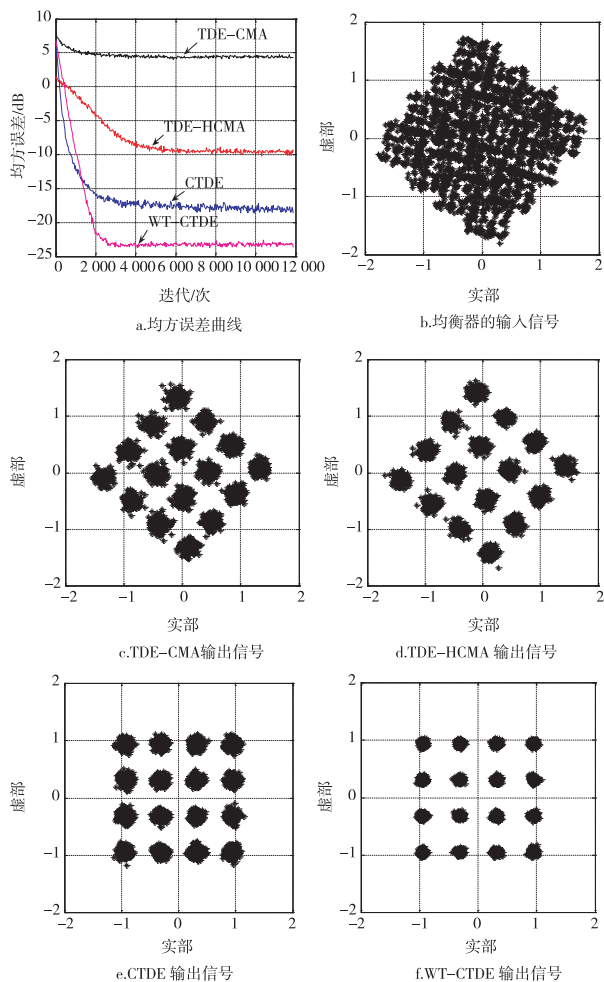 10
5
0
-5
-10
-15
-20
-25
均方误差/dB
TDE-CMA
TDE-HCMA
CTDE
WT-CTDE
0 2 000 4 000 6 000 8 000 10 000 12 000
迭代/次
a.均方误差曲线
2
1
0
-1
-2
虚部
-2 -1 0 1 2
实部
b.均衡器的输入信号
2
1
0
-1
-2
虚部
-2 -1 0 1 2
实部
c.TDE-CMA输出信号
2
1
0
-1
-2
虚部
-2 -1 0 1 2
实部
d.TDE-HCMA 输出信号
2
1
0
-1
-2
虚部
-2 -1 0 1 2
实部
e.CTDE 输出信号
2
1
0
-1
-2
虚部
-2 -1 0 1 2
实部
f.WT-CTDE 输出信号